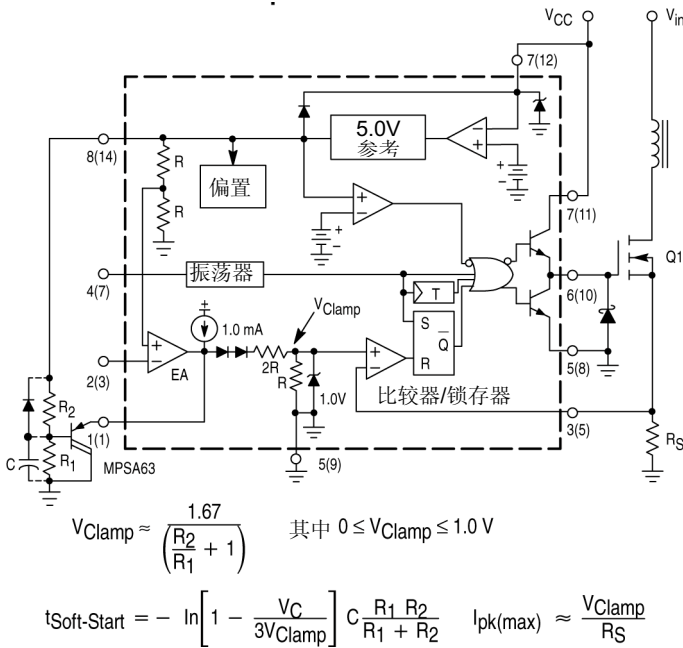 VCC Vin
7(12)
5.0V
参考
8(14)
R
偏置
R
7(11)
Q1
振荡器
4(7)
T
6(10)
VClamp
1.0 mA
S Q
R
2R
R
EA
1.0V
5(8)
2(3)
比较器/锁存器
R2
1(1)
3(5)
C
R1
MPSA63
5(9)
RS
VClamp ≈ 1.67 / (R2/R1 + 1) 其中 0 ≤ VClamp ≤ 1.0 V
tSoft-Start = − ln[1 − VC/3VClamp] C R1 R2/R1 + R2 Ipk(max) ≈ VClamp/RS